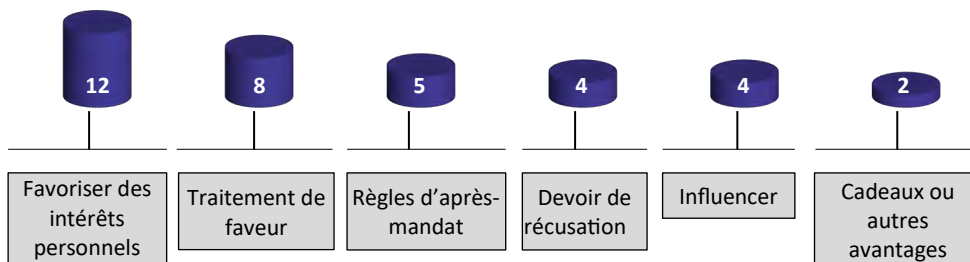 12
8
5
4
4
2
Favoriser des
intérêts
personnels
Traitement de
faveur
Règles d'après-
mandat
Devoir de
récusation
Influencer
Cadeaux ou
autres
avantages